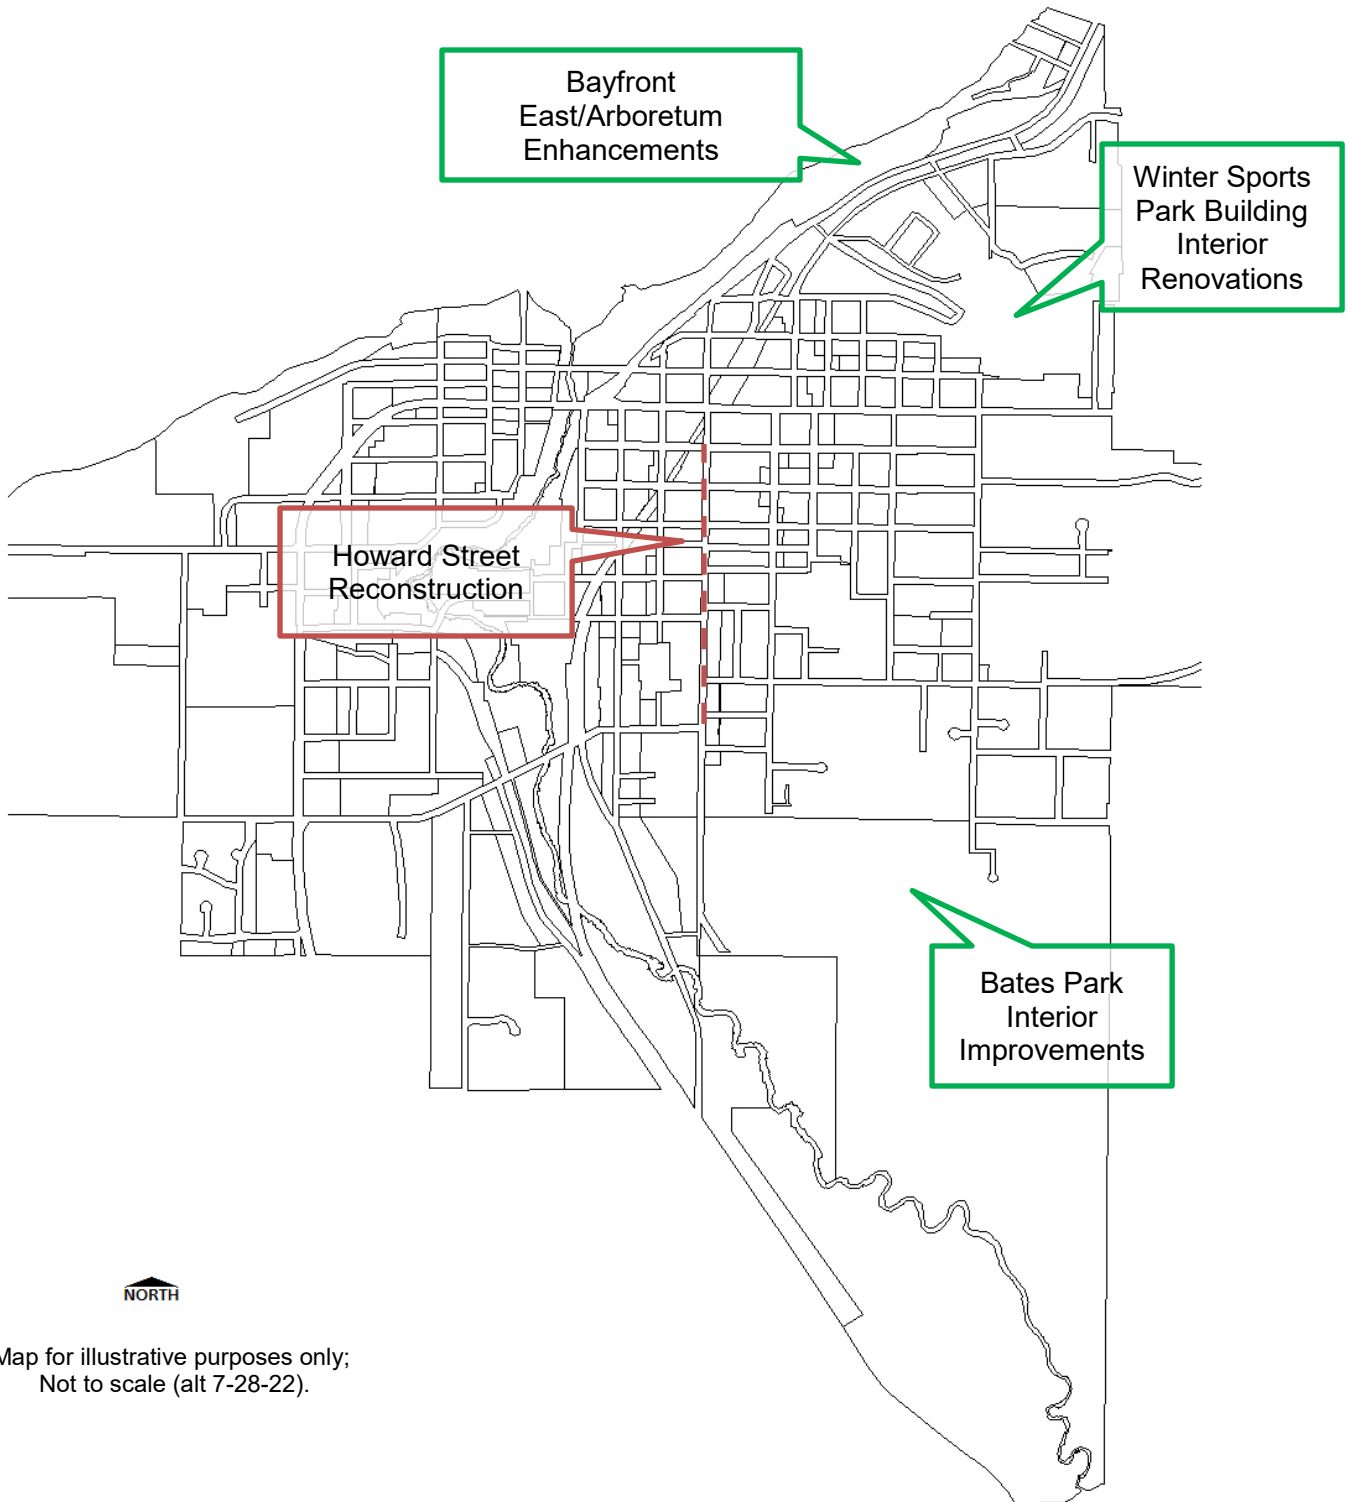 Bayfront
East/Arboretum
Enhancements
Winter Sports
Park Building
Interior
Renovations
Howard Street
Reconstruction
Bates Park
Interior
Improvements
NORTH
Map for illustrative purposes only;
Not to scale (alt 7-28-22).